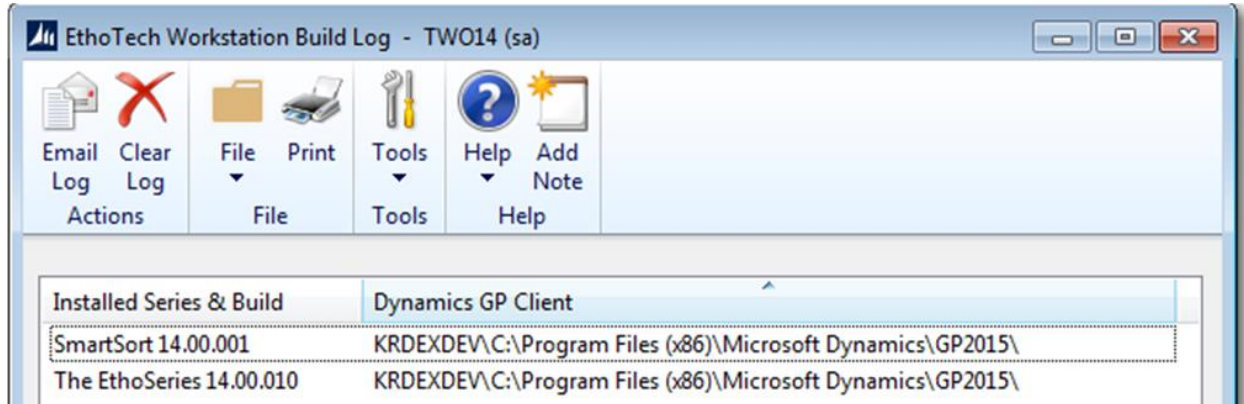 EthoTech Workstation Build Log - TWO14 (sa)
Email Log
Clear Log
File
Print
Tools
Help
Add Note
Actions
File
Tools
Help
Installed Series & Build Dynamics GP Client
SmartSort 14.00.001 KRDEXDEV\C:\Program Files (x86)\Microsoft Dynamics\GP2015\
The EthoSeries 14.00.010 KRDEXDEV\C:\Program Files (x86)\Microsoft Dynamics\GP2015\